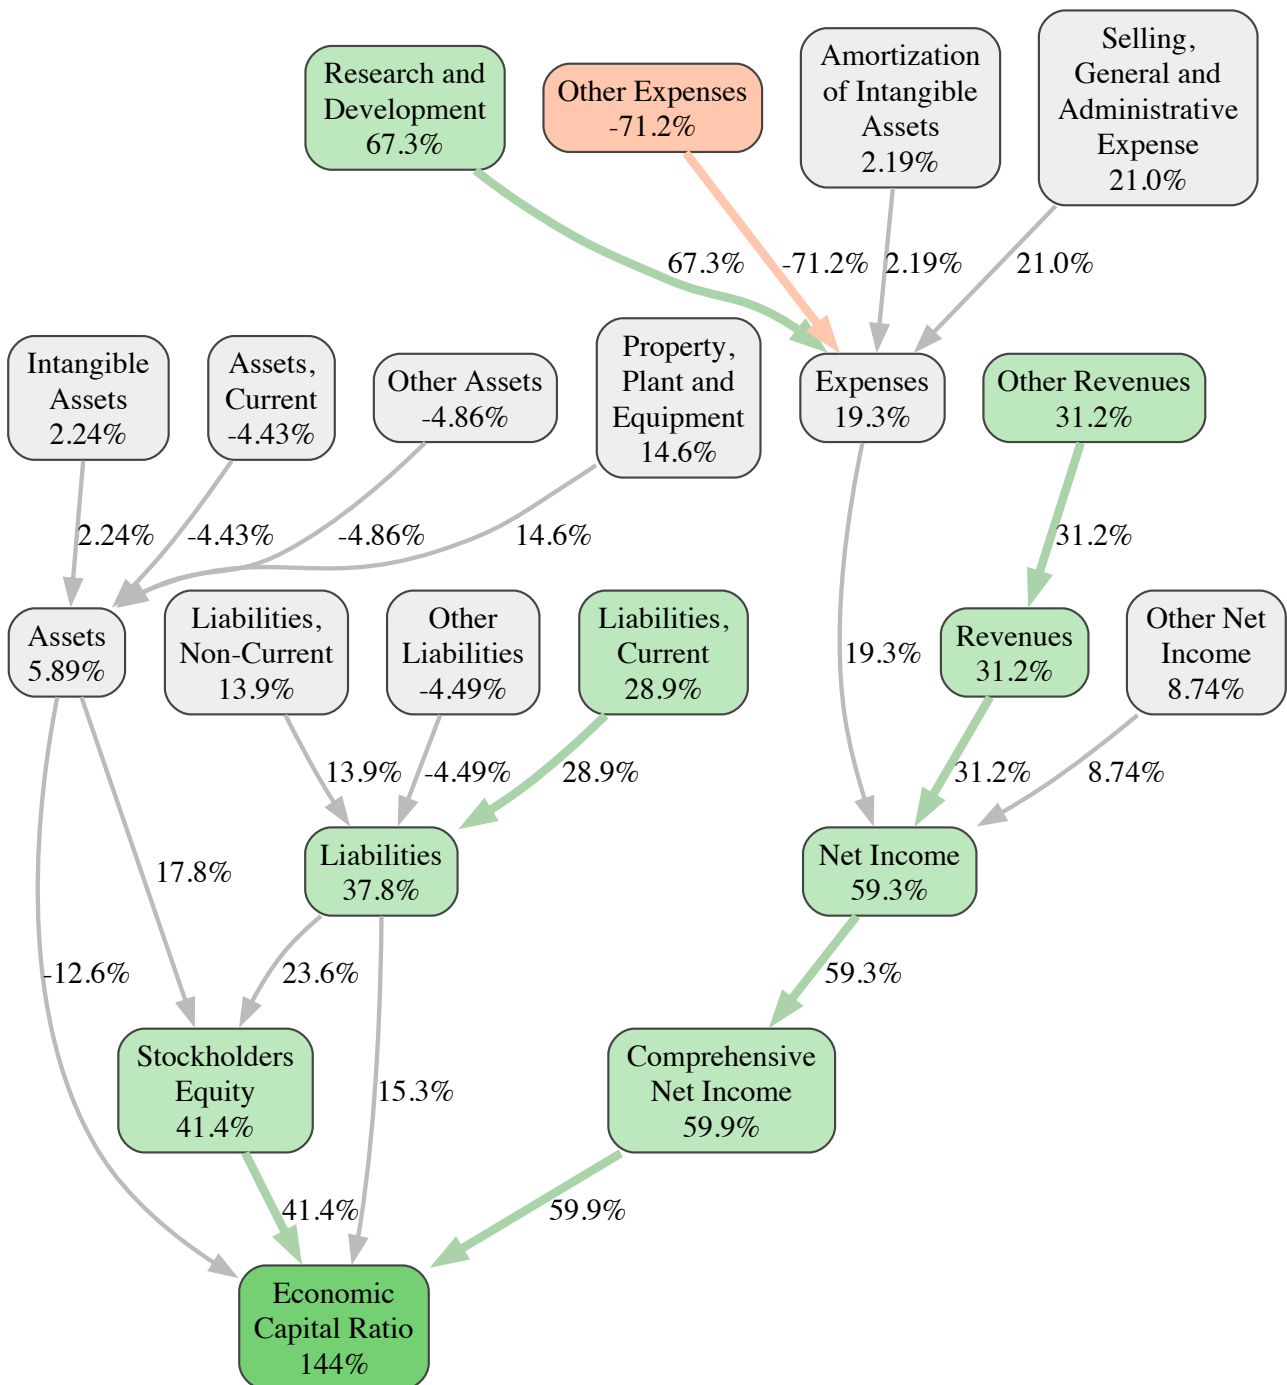 Research and
Development
67.3%
Other Expenses
-71.2%
Amortization
of Intangible
Assets
2.19%
Selling,
General and
Administrative
Expense
21.0%
67.3%
-71.2%
2.19%
21.0%
Intangible
Assets
2.24%
Assets,
Current
-4.43%
Other Assets
-4.86%
Property,
Plant and
Equipment
14.6%
Expenses
19.3%
Other Revenues
31.2%
2.24%
-4.43%
-4.86%
14.6%
31.2%
Assets
5.89%
Liabilities,
Non-Current
13.9%
Other
Liabilities
-4.49%
Liabilities,
Current
28.9%
19.3%
Revenues
31.2%
Other Net
Income
8.74%
13.9%
-4.49%
28.9%
31.2%
8.74%
17.8%
Liabilities
37.8%
Net Income
59.3%
-12.6%
23.6%
59.3%
Stockholders
Equity
41.4%
15.3%
Comprehensive
Net Income
59.9%
41.4%
59.9%
Economic
Capital Ratio
144%